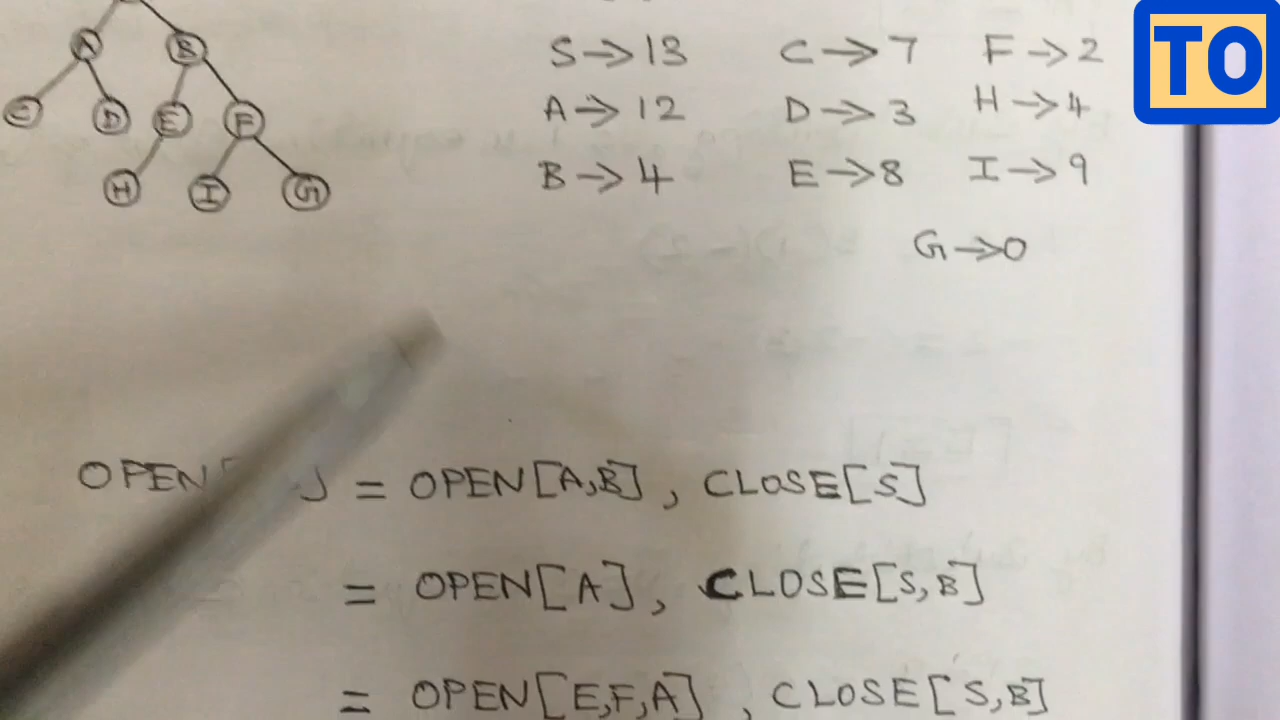 TO
A B
C D E F
H I G
S→13 C→7 F→2
A→12 D→3 H→4
B→4 E→8 I→9
G→0
OPEN[ ] = OPEN[A,B], CLOSE[S]
= OPEN[A], CLOSE[S,B]
= OPEN[E,F,A], CLOSE[S,B]